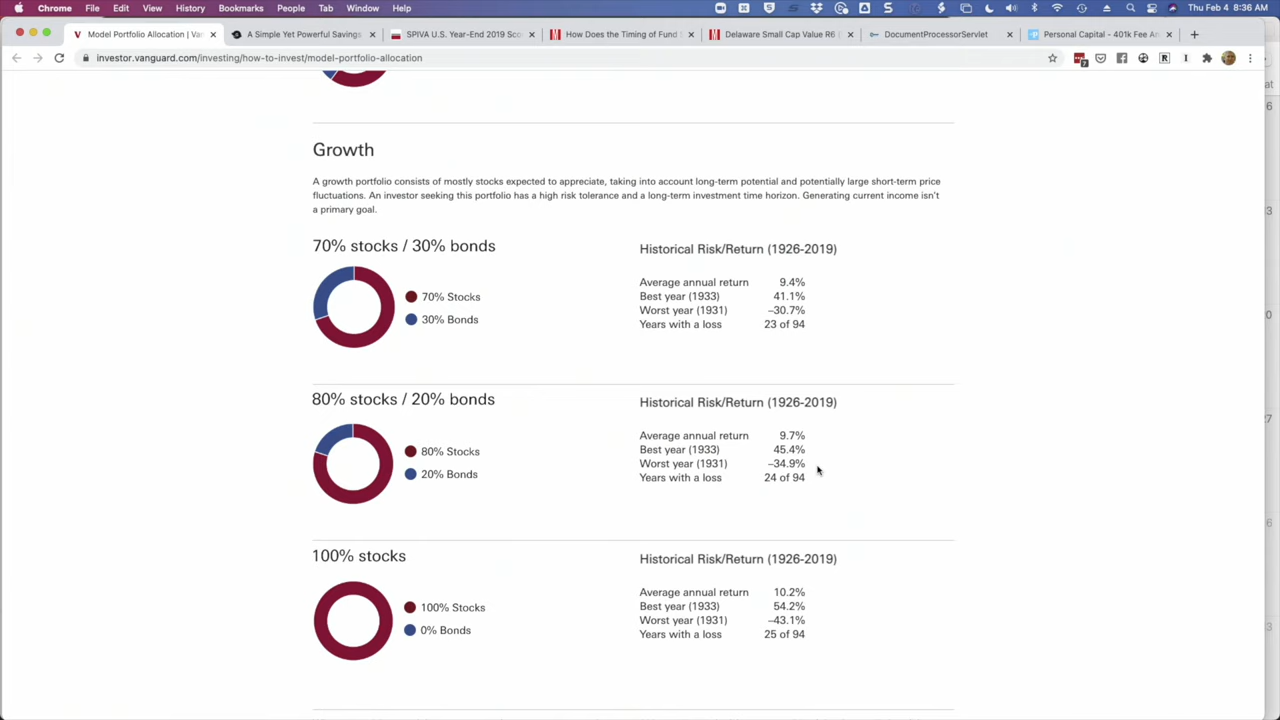 Chrome File Edit View History Bookmarks People Tab Window Help Thu Feb 4 8:36 AM
Model Portfolio Allocation | Van
A Simple Yet Powerful Savings
SPIVA U.S. Year-End 2019 Sco
How Does the Timing of Fund
Delaware Small Cap Value R6
DocumentProcessorServlet
Personal Capital - 401k Fee An
investor.vanguard.com/investing/how-to-invest/model-portfolio-allocation
Growth
A growth portfolio consists of mostly stocks expected to appreciate, taking into account long-term potential and potentially large short-term price
fluctuations. An investor seeking this portfolio has a high risk tolerance and a long-term investment time horizon. Generating current income isn't
a primary goal.
70% stocks / 30% bonds
70% Stocks
30% Bonds
Historical Risk/Return (1926-2019)
Average annual return 9.4%
Best year (1933) 41.1%
Worst year (1931) –30.7%
Years with a loss 23 of 94
80% stocks / 20% bonds
80% Stocks
20% Bonds
Historical Risk/Return (1926-2019)
Average annual return 9.7%
Best year (1933) 45.4%
Worst year (1931) –34.9%
Years with a loss 24 of 94
100% stocks
100% Stocks
0% Bonds
Historical Risk/Return (1926-2019)
Average annual return 10.2%
Best year (1933) 54.2%
Worst year (1931) –43.1%
Years with a loss 25 of 94